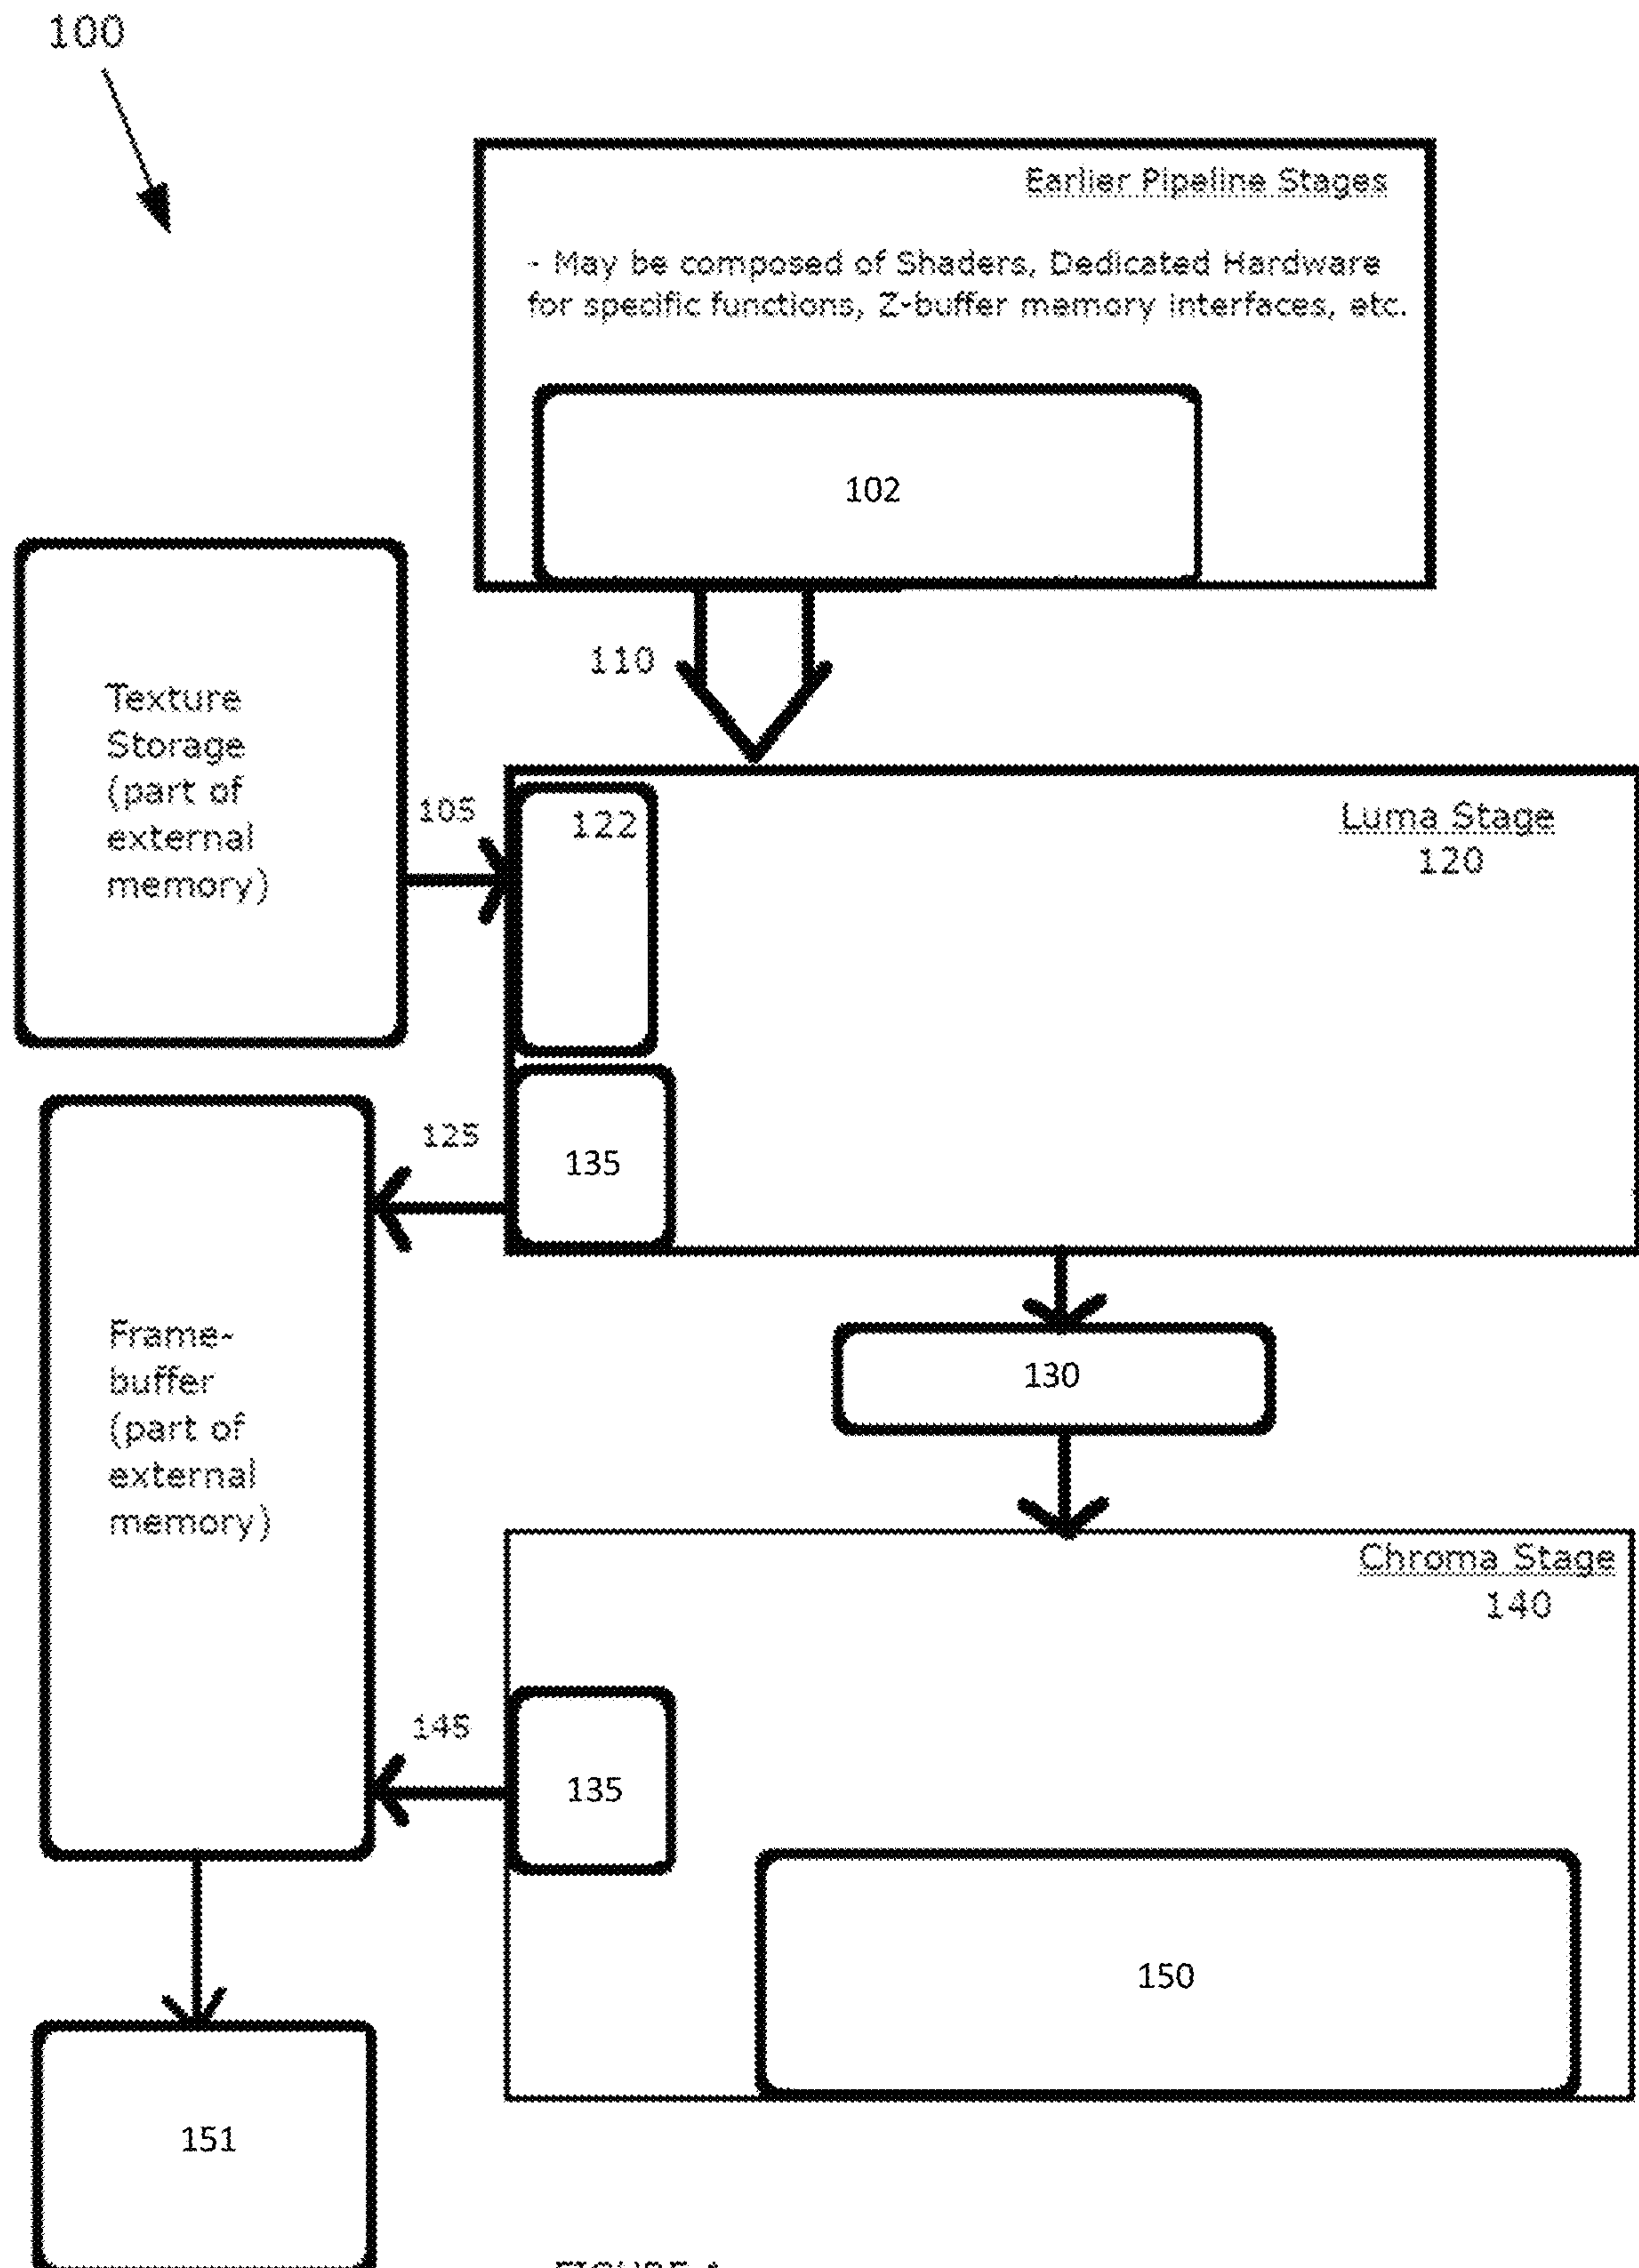 100
Earlier Pipeline Stages
- May be composed of Shaders, Dedicated Hardware
for specific functions, Z-buffer memory interfaces, etc.
102
110
Texture
Storage
(part of
external
memory)
105
122
Luma Stage
120
125
135
Frame-
buffer
(part of
external
memory)
130
Chroma Stage
140
145
135
150
151